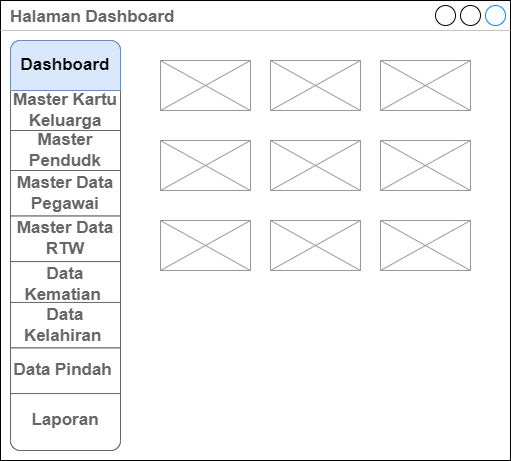 Halaman Dashboard
Dashboard
Master Kartu
Keluarga
Master
Pendudk
Master Data
Pegawai
Master Data
RTW
Data
Kematian
Data
Kelahiran
Data Pindah
Laporan